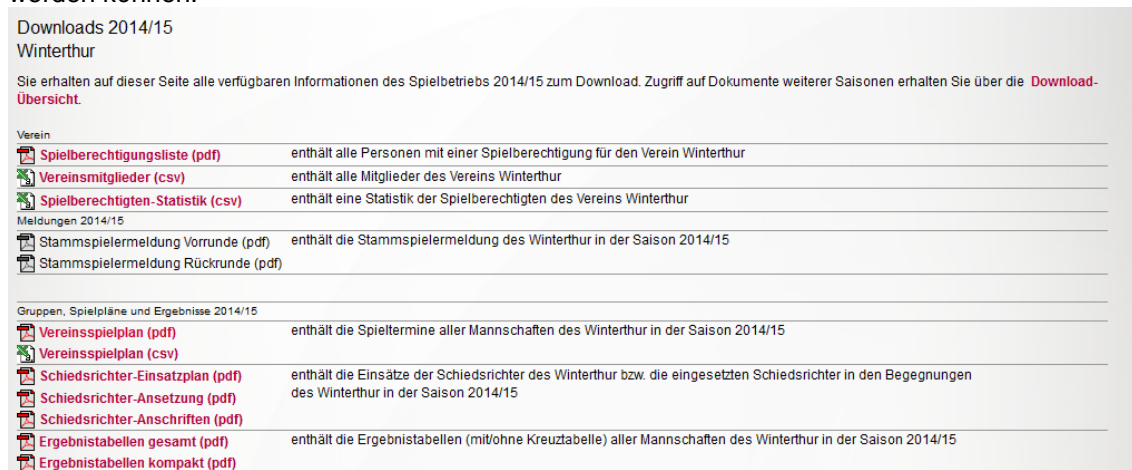 werden können.
Downloads 2014/15
Winterthur
Sie erhalten auf dieser Seite alle verfügbaren Informationen des Spielbetriebs 2014/15 zum Download. Zugriff auf Dokumente weiterer Saisonen erhalten Sie über die Download-
Übersicht.
Verein
Spielberechtigungsliste (pdf) enthält alle Personen mit einer Spielberechtigung für den Verein Winterthur
Vereinsmitglieder (csv) enthält alle Mitglieder des Vereins Winterthur
Spielberechtigten-Statistik (csv) enthält eine Statistik der Spielberechtigten des Vereins Winterthur
Meldungen 2014/15
Stammspielermeldung Vorrunde (pdf) enthält die Stammspielermeldung des Winterthur in der Saison 2014/15
Stammspielermeldung Rückrunde (pdf)
Gruppen, Spielpläne und Ergebnisse 2014/15
Vereinsspielplan (pdf) enthält die Spieltermine aller Mannschaften des Winterthur in der Saison 2014/15
Vereinsspielplan (csv)
Schiedsrichter-Einsatzplan (pdf) enthält die Einsätze der Schiedsrichter des Winterthur bzw. die eingesetzten Schiedsrichter in den Begegnungen
Schiedsrichter-Ansetzung (pdf) des Winterthur in der Saison 2014/15
Schiedsrichter-Anschriften (pdf)
Ergebnistabellen gesamt (pdf) enthält die Ergebnistabellen (mit/ohne Kreuztabelle) aller Mannschaften des Winterthur in der Saison 2014/15
Ergebnistabellen kompakt (pdf)